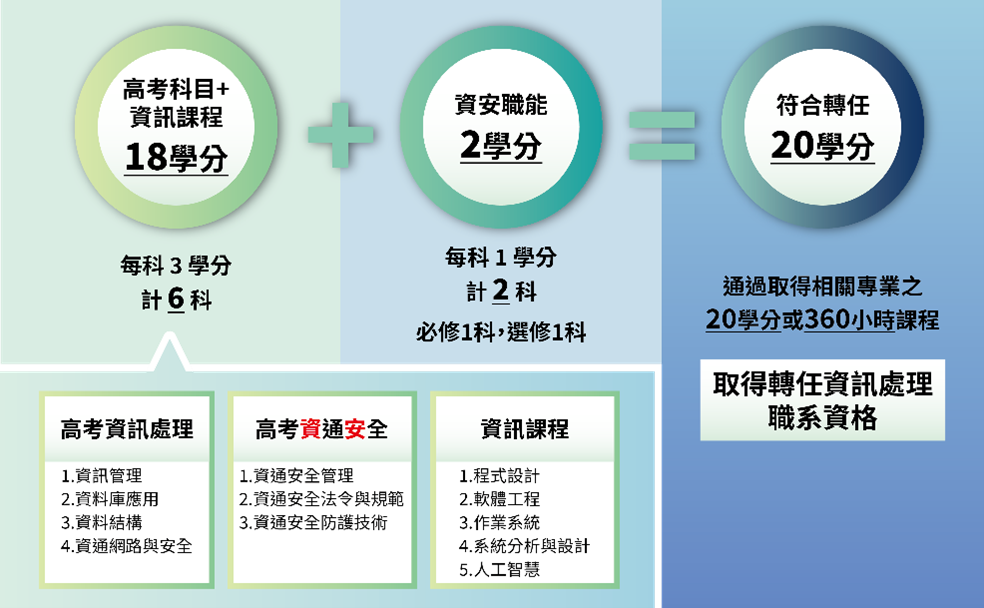 高考科目+
資訊課程
18學分
+
資安職能
2學分
=
符合轉任
20學分
每科 3 學分
計 6 科
每科 1 學分
計 2 科
必修1科,選修1科
通過取得相關專業之
20學分或360小時課程
取得轉任資訊處理
職系資格
高考資訊處理
1.資訊管理
2.資料庫應用
3.資料結構
4.資通網路與安全
高考資通安全
1.資通安全管理
2.資通安全法令與規範
3.資通安全防護技術
資訊課程
1.程式設計
2.軟體工程
3.作業系統
4.系統分析與設計
5.人工智慧